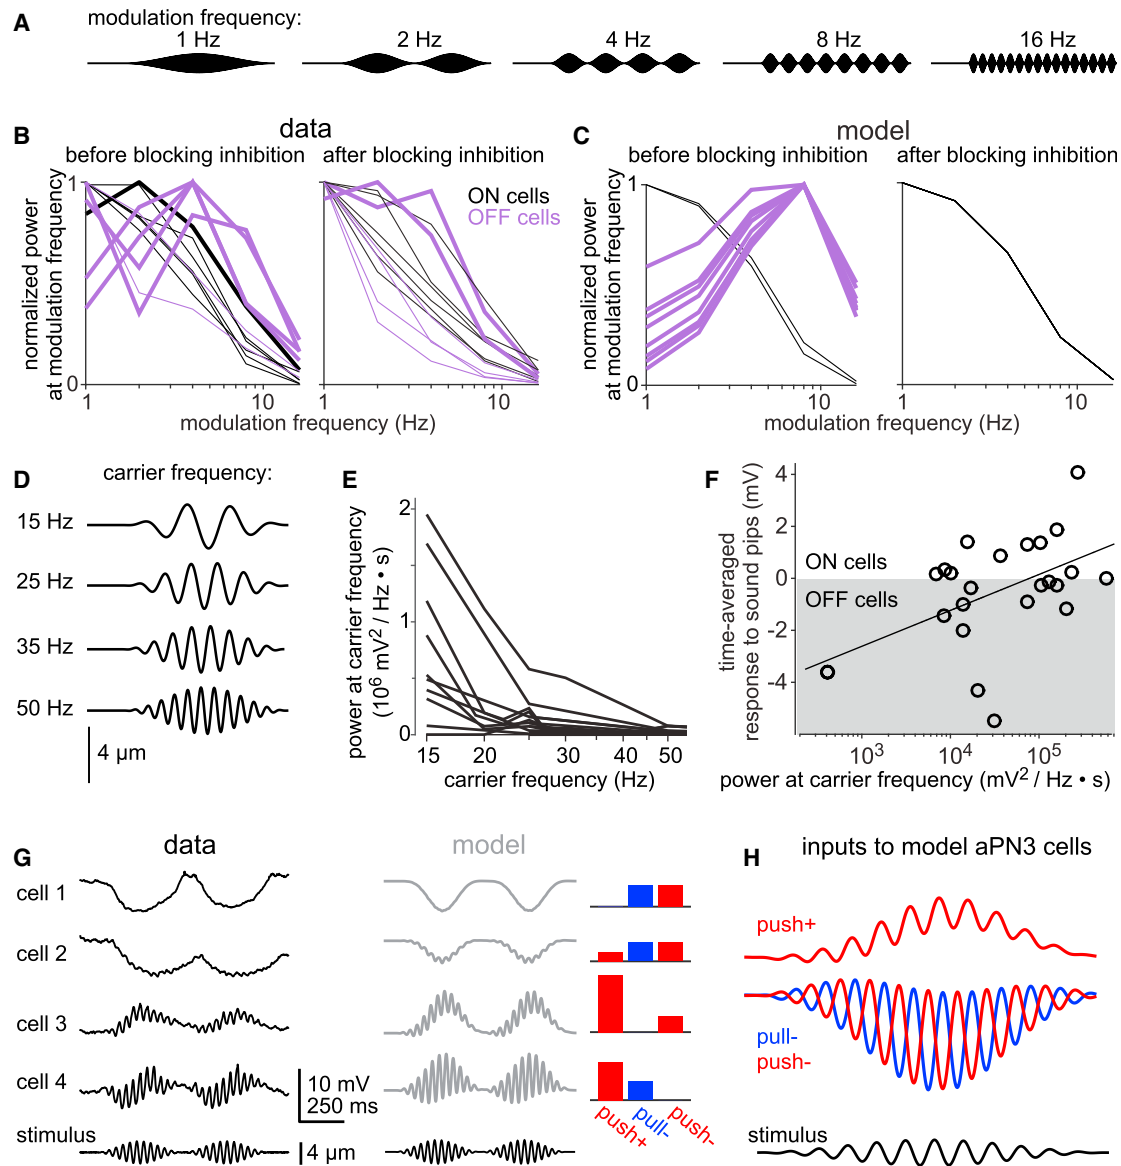 A
modulation frequency:
1 Hz 2 Hz 4 Hz 8 Hz 16 Hz
B
data
before blocking inhibition
after blocking inhibition
normalized power
at modulation frequency
1
0
ON cells
OFF cells
1 10 1 10
modulation frequency (Hz)
C
model
before blocking inhibition
after blocking inhibition
normalized power
at modulation frequency
1
0
1 10 1 10
modulation frequency (Hz)
D
carrier frequency:
15 Hz
25 Hz
35 Hz
50 Hz
4 µm
E
power at carrier frequency
(10⁶ mV² / Hz • s)
2
1
0
15 20 30 40 50
carrier frequency (Hz)
F
time-averaged
response to sound pips (mV)
4
2
0
-2
-4
ON cells
OFF cells
10³ 10⁴ 10⁵
power at carrier frequency (mV² / Hz • s)
G
data
model
cell 1
cell 2
cell 3
cell 4
10 mV
250 ms
stimulus
4 µm
push+
pull-
push-
H
inputs to model aPN3 cells
push+
pull-
push-
stimulus